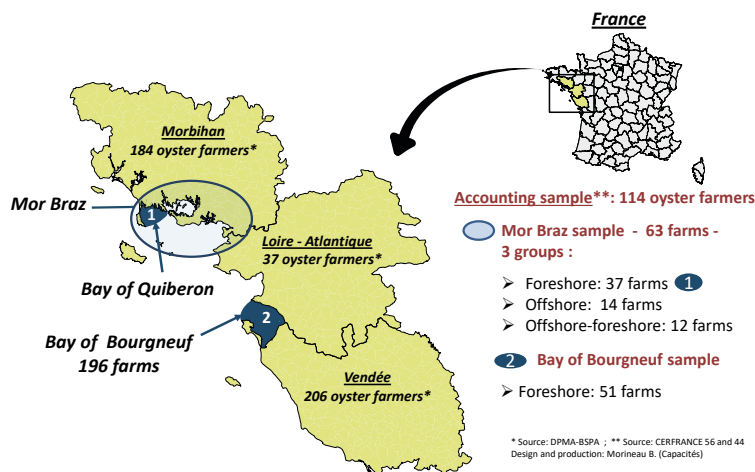 France
Morbihan
184 oyster farmers*
Mor Braz
1
Loire - Atlantique
37 oyster farmers*
Bay of Quiberon
2
Bay of Bourgneuf
196 farms
Vendée
206 oyster farmers*
Accounting sample**: 114 oyster farmers
Mor Braz sample - 63 farms -
3 groups :
➢ Foreshore: 37 farms 1
➢ Offshore: 14 farms
➢ Offshore-foreshore: 12 farms
2 Bay of Bourgneuf sample
➢ Foreshore: 51 farms
* Source: DPMA-BSPA ; ** Source: CERFRANCE 56 and 44
Design and production: Morineau B. (Capacités)